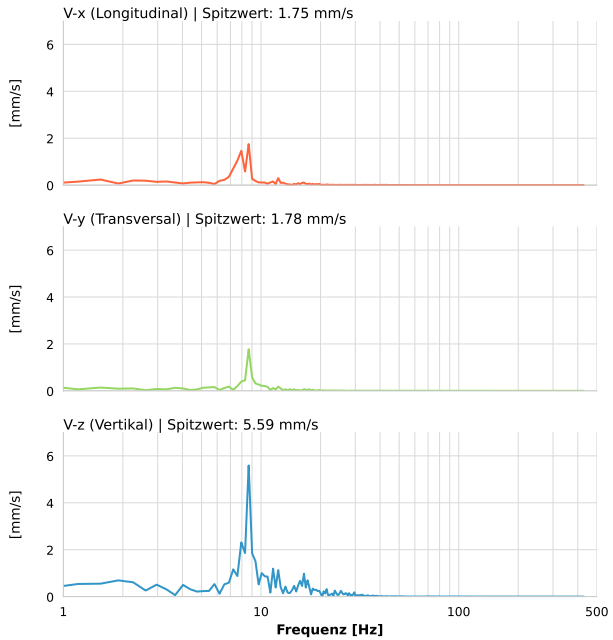 V-x (Longitudinal) | Spitzwert: 1.75 mm/s
6
4
2
0
[mm/s]
V-y (Transversal) | Spitzwert: 1.78 mm/s
6
4
2
0
[mm/s]
V-z (Vertikal) | Spitzwert: 5.59 mm/s
6
4
2
0
[mm/s]
1 10 100 500
Frequenz [Hz]